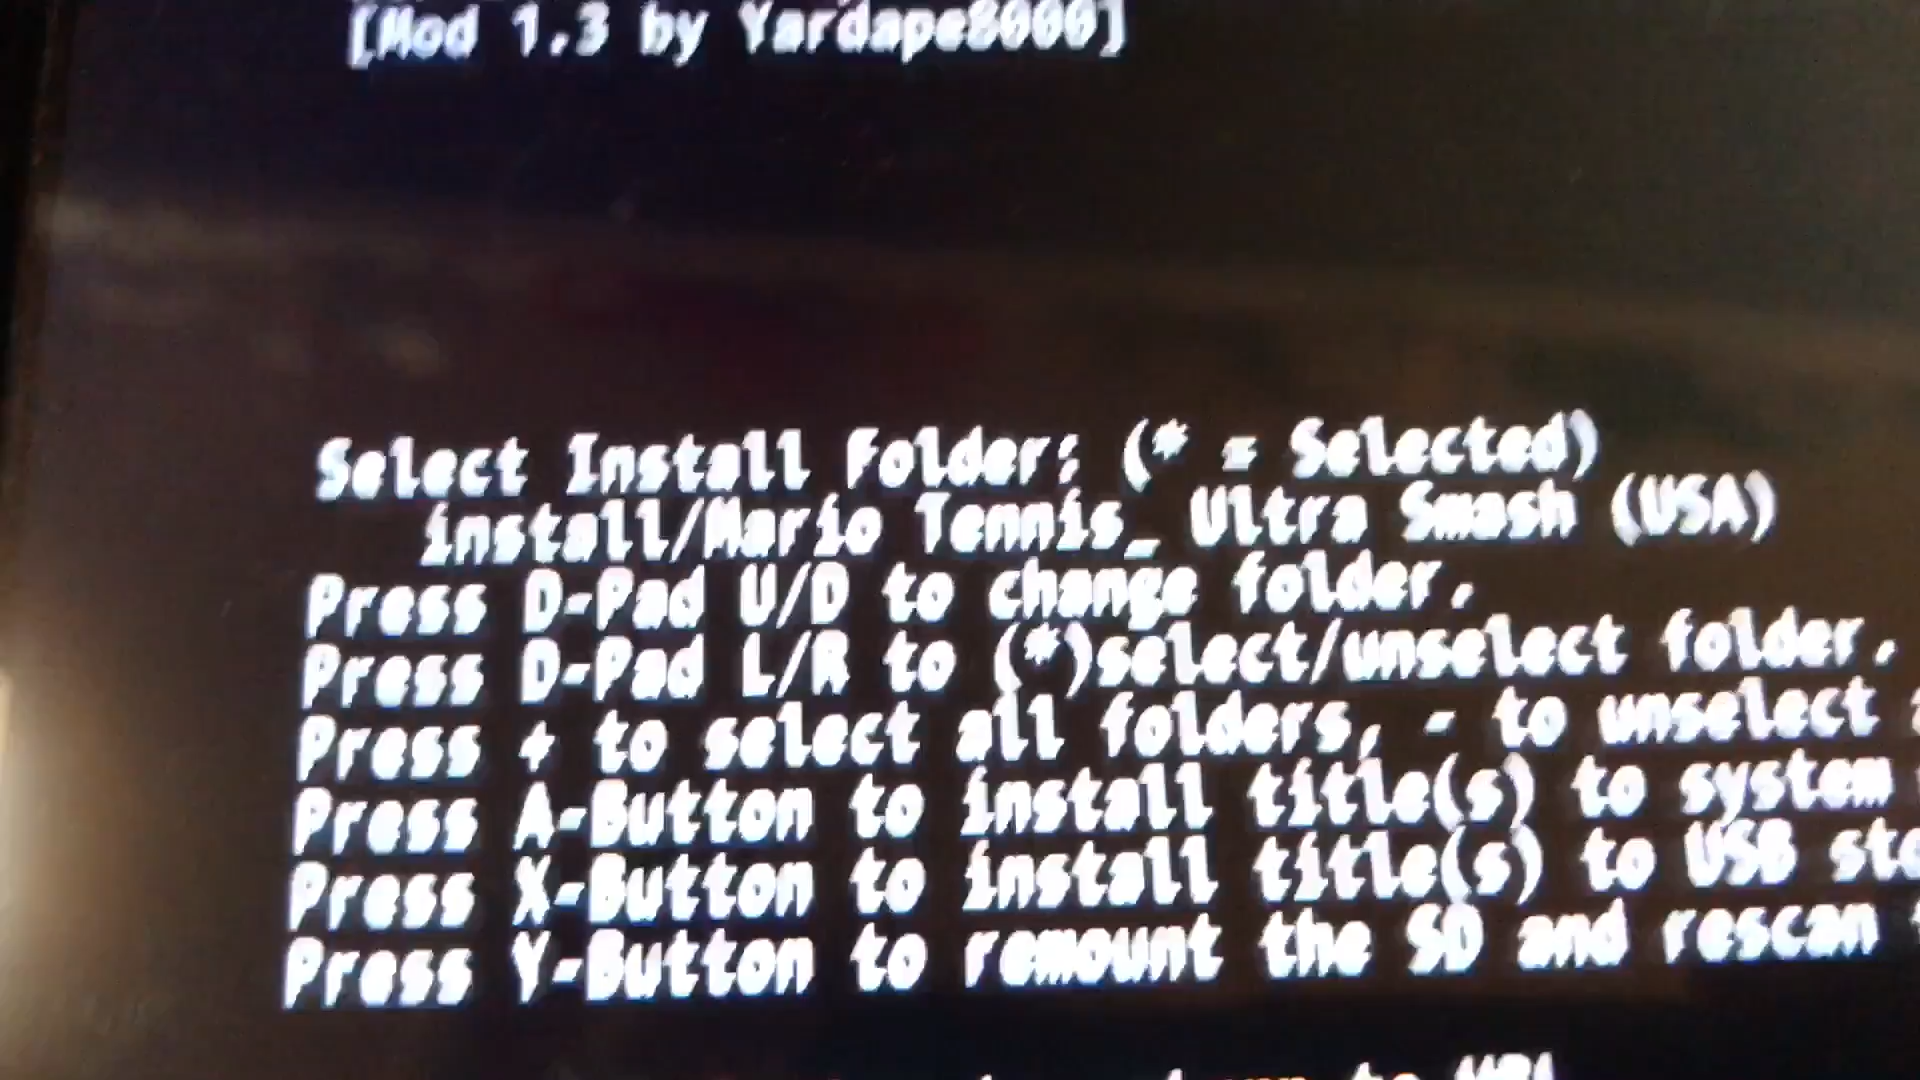 [Mod 1.3 by Yardape8000]
Select Install Folder: (* = Selected)
install/Mario Tennis_ Ultra Smash (USA)
Press D-Pad U/D to change folder.
Press D-Pad L/R to (*)select/unselect folder.
Press + to select all folders, - to unselect
Press A-Button to install title(s) to system
Press X-Button to install title(s) to USB
Press Y-Button to remount the SD and rescan
to